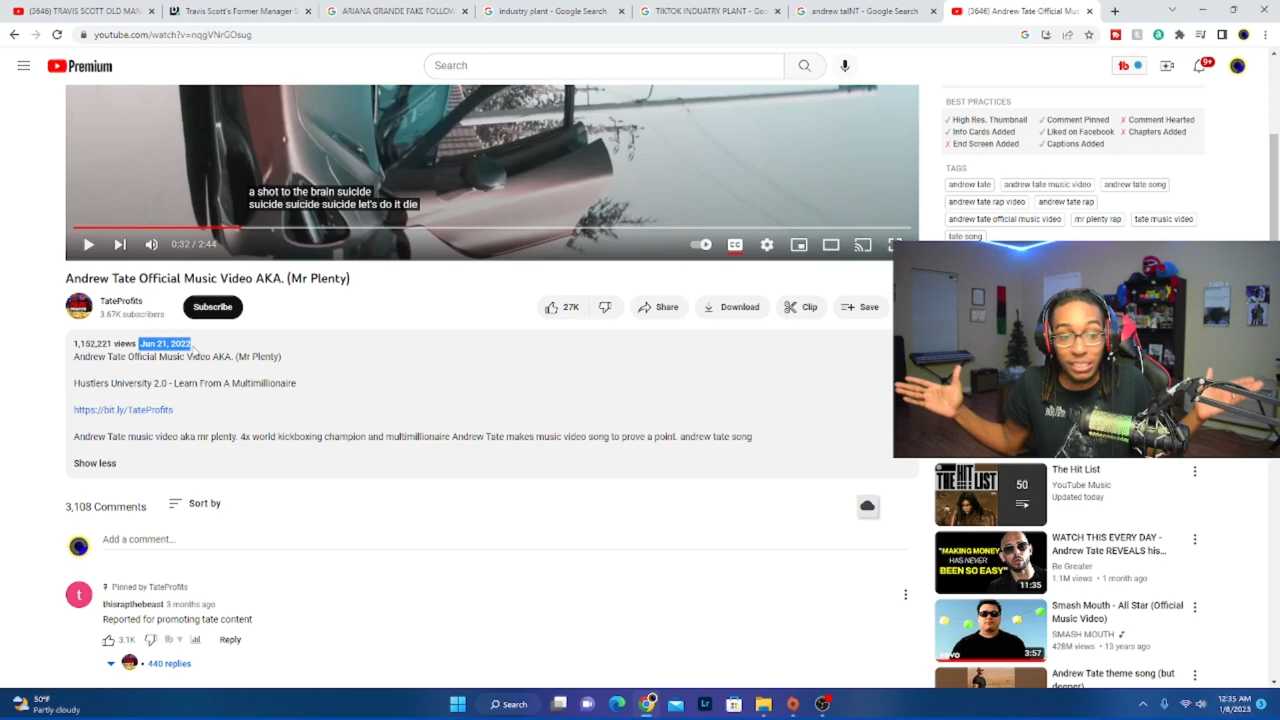 (3646) TRAVIS SCOTT OLD MAN
Travis Scott's Former Manager S
ARIANA GRANDE FAKE FOLLOW
industry plant - Google Search
TIKTOK INDUSTRY PLANT - Go
andrew talNT - Google Search
(3646) Andrew Tate Official Mus
youtube.com/watch?v=nqgVNrGOsug
Premium
Search
9+
BEST PRACTICES
✓ High Res. Thumbnail ✓ Comment Pinned ✗ Comment Hearted
✓ Info Cards Added ✓ Liked on Facebook ✗ Chapters Added
✗ End Screen Added ✓ Captions Added
TAGS
andrew tate andrew tate music video andrew tate song
andrew tate rap video andrew tate rap
andrew tate official music video mr plenty rap tate music video
tate song
a shot to the brain suicide
suicide suicide suicide let's do it die
0:32 / 2:44
CC
Andrew Tate Official Music Video AKA. (Mr Plenty)
TateProfits
3.67K subscribers
Subscribe
27K
Share
Download
Clip
Save
1,152,221 views Jun 21, 2022
Andrew Tate Official Music Video AKA. (Mr Plenty)
Hustlers University 2.0 - Learn From A Multimillionaire
https://bit.ly/TateProfits
Andrew Tate music video aka mr plenty. 4x world kickboxing champion and multimillionaire Andrew Tate makes music video song to prove a point. andrew tate song
Show less
3,108 Comments
Sort by
Add a comment...
t
Pinned by TateProfits
thisrapthebeast 3 months ago
Reported for promoting tate content
3.1K
Reply
440 replies
THE HIT LIST
50
The Hit List
YouTube Music
Updated today
"MAKING MONEY
HAS NEVER
BEEN SO EASY"
11:35
WATCH THIS EVERY DAY -
Andrew Tate REVEALS his...
Be Greater
1.1M views • 1 month ago
vevo
3:57
Smash Mouth - All Star (Official
Music Video)
SMASH MOUTH
428M views • 13 years ago
Andrew Tate theme song (but
deeper)
50°F
Partly cloudy
Search
12:35 AM
1/8/2023
3